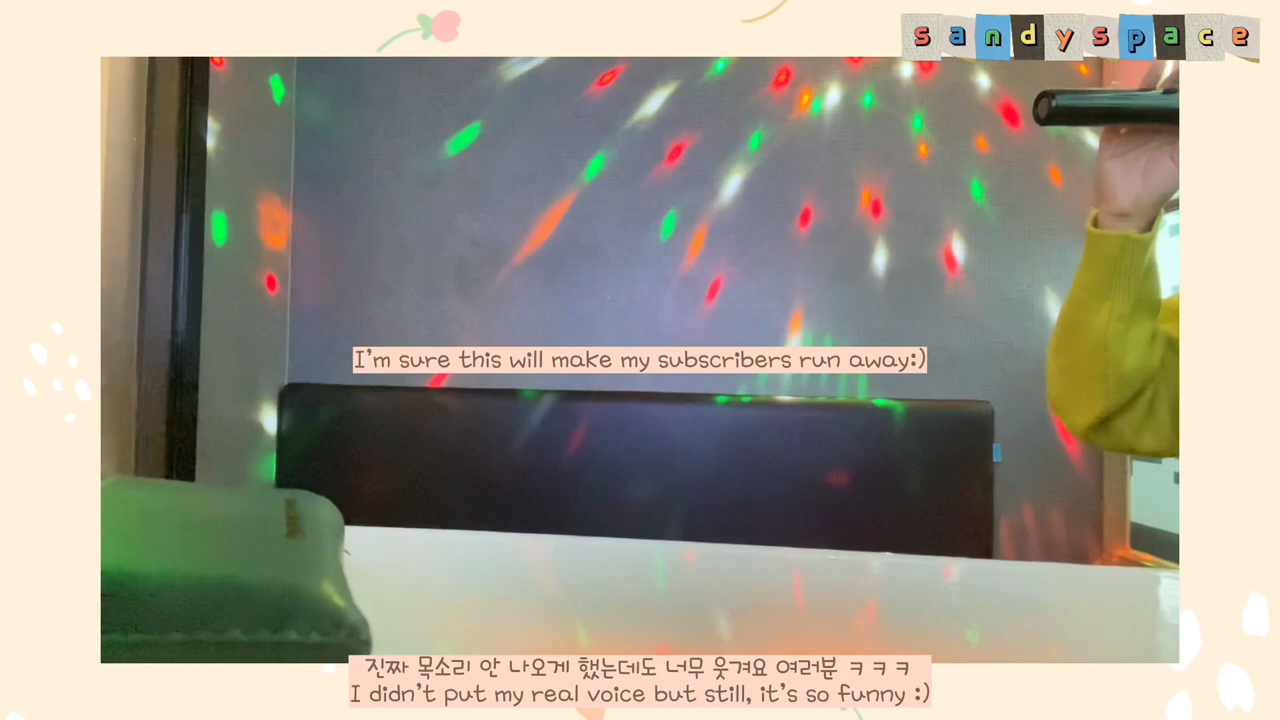 sandyspace
I'm sure this will make my subscribers run away:)
진짜 목소리 안 나오게 했는데도 너무 웃겨요 여러분 ㅋㅋㅋ
I didn't put my real voice but still, it's so funny :)